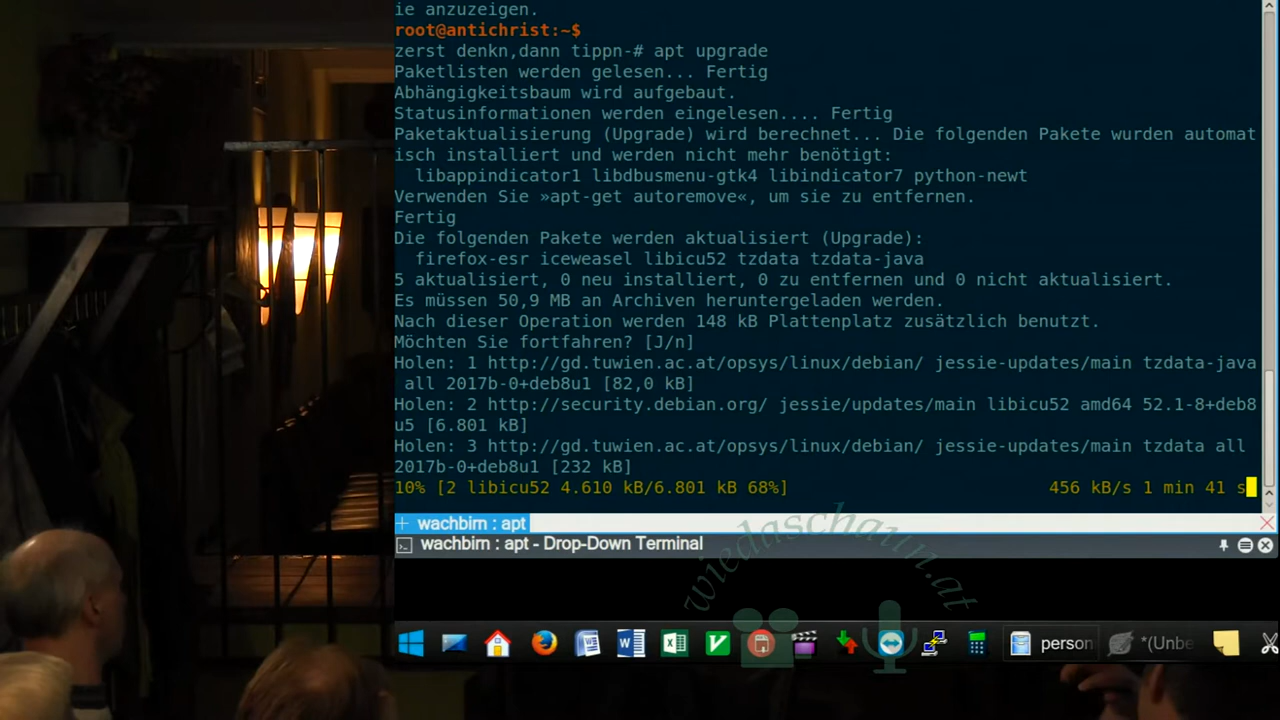 ie anzuzeigen.
root@antichrist:~$
zerst denkn,dann tippn-# apt upgrade
Paketlisten werden gelesen... Fertig
Abhängigkeitsbaum wird aufgebaut.
Statusinformationen werden eingelesen.... Fertig
Paketaktualisierung (Upgrade) wird berechnet... Die folgenden Pakete wurden automat
isch installiert und werden nicht mehr benötigt:
libappindicator1 libdbusmenu-gtk4 libindicator7 python-newt
Verwenden Sie »apt-get autoremove«, um sie zu entfernen.
Fertig
Die folgenden Pakete werden aktualisiert (Upgrade):
firefox-esr iceweasel libicu52 tzdata tzdata-java
5 aktualisiert, 0 neu installiert, 0 zu entfernen und 0 nicht aktualisiert.
Es müssen 50,9 MB an Archiven heruntergeladen werden.
Nach dieser Operation werden 148 kB Plattenplatz zusätzlich benutzt.
Möchten Sie fortfahren? [J/n]
Holen: 1 http://gd.tuwien.ac.at/opsys/linux/debian/ jessie-updates/main tzdata-java
all 2017b-0+deb8u1 [82,0 kB]
Holen: 2 http://security.debian.org/ jessie/updates/main libicu52 amd64 52.1-8+deb8
u5 [6.801 kB]
Holen: 3 http://gd.tuwien.ac.at/opsys/linux/debian/ jessie-updates/main tzdata all
2017b-0+deb8u1 [232 kB]
10% [2 libicu52 4.610 kB/6.801 kB 68%] 456 kB/s 1 min 41 s
wachbirn : apt
wachbirn : apt - Drop-Down Terminal
wiedaschaun.at
person
*(Unbe